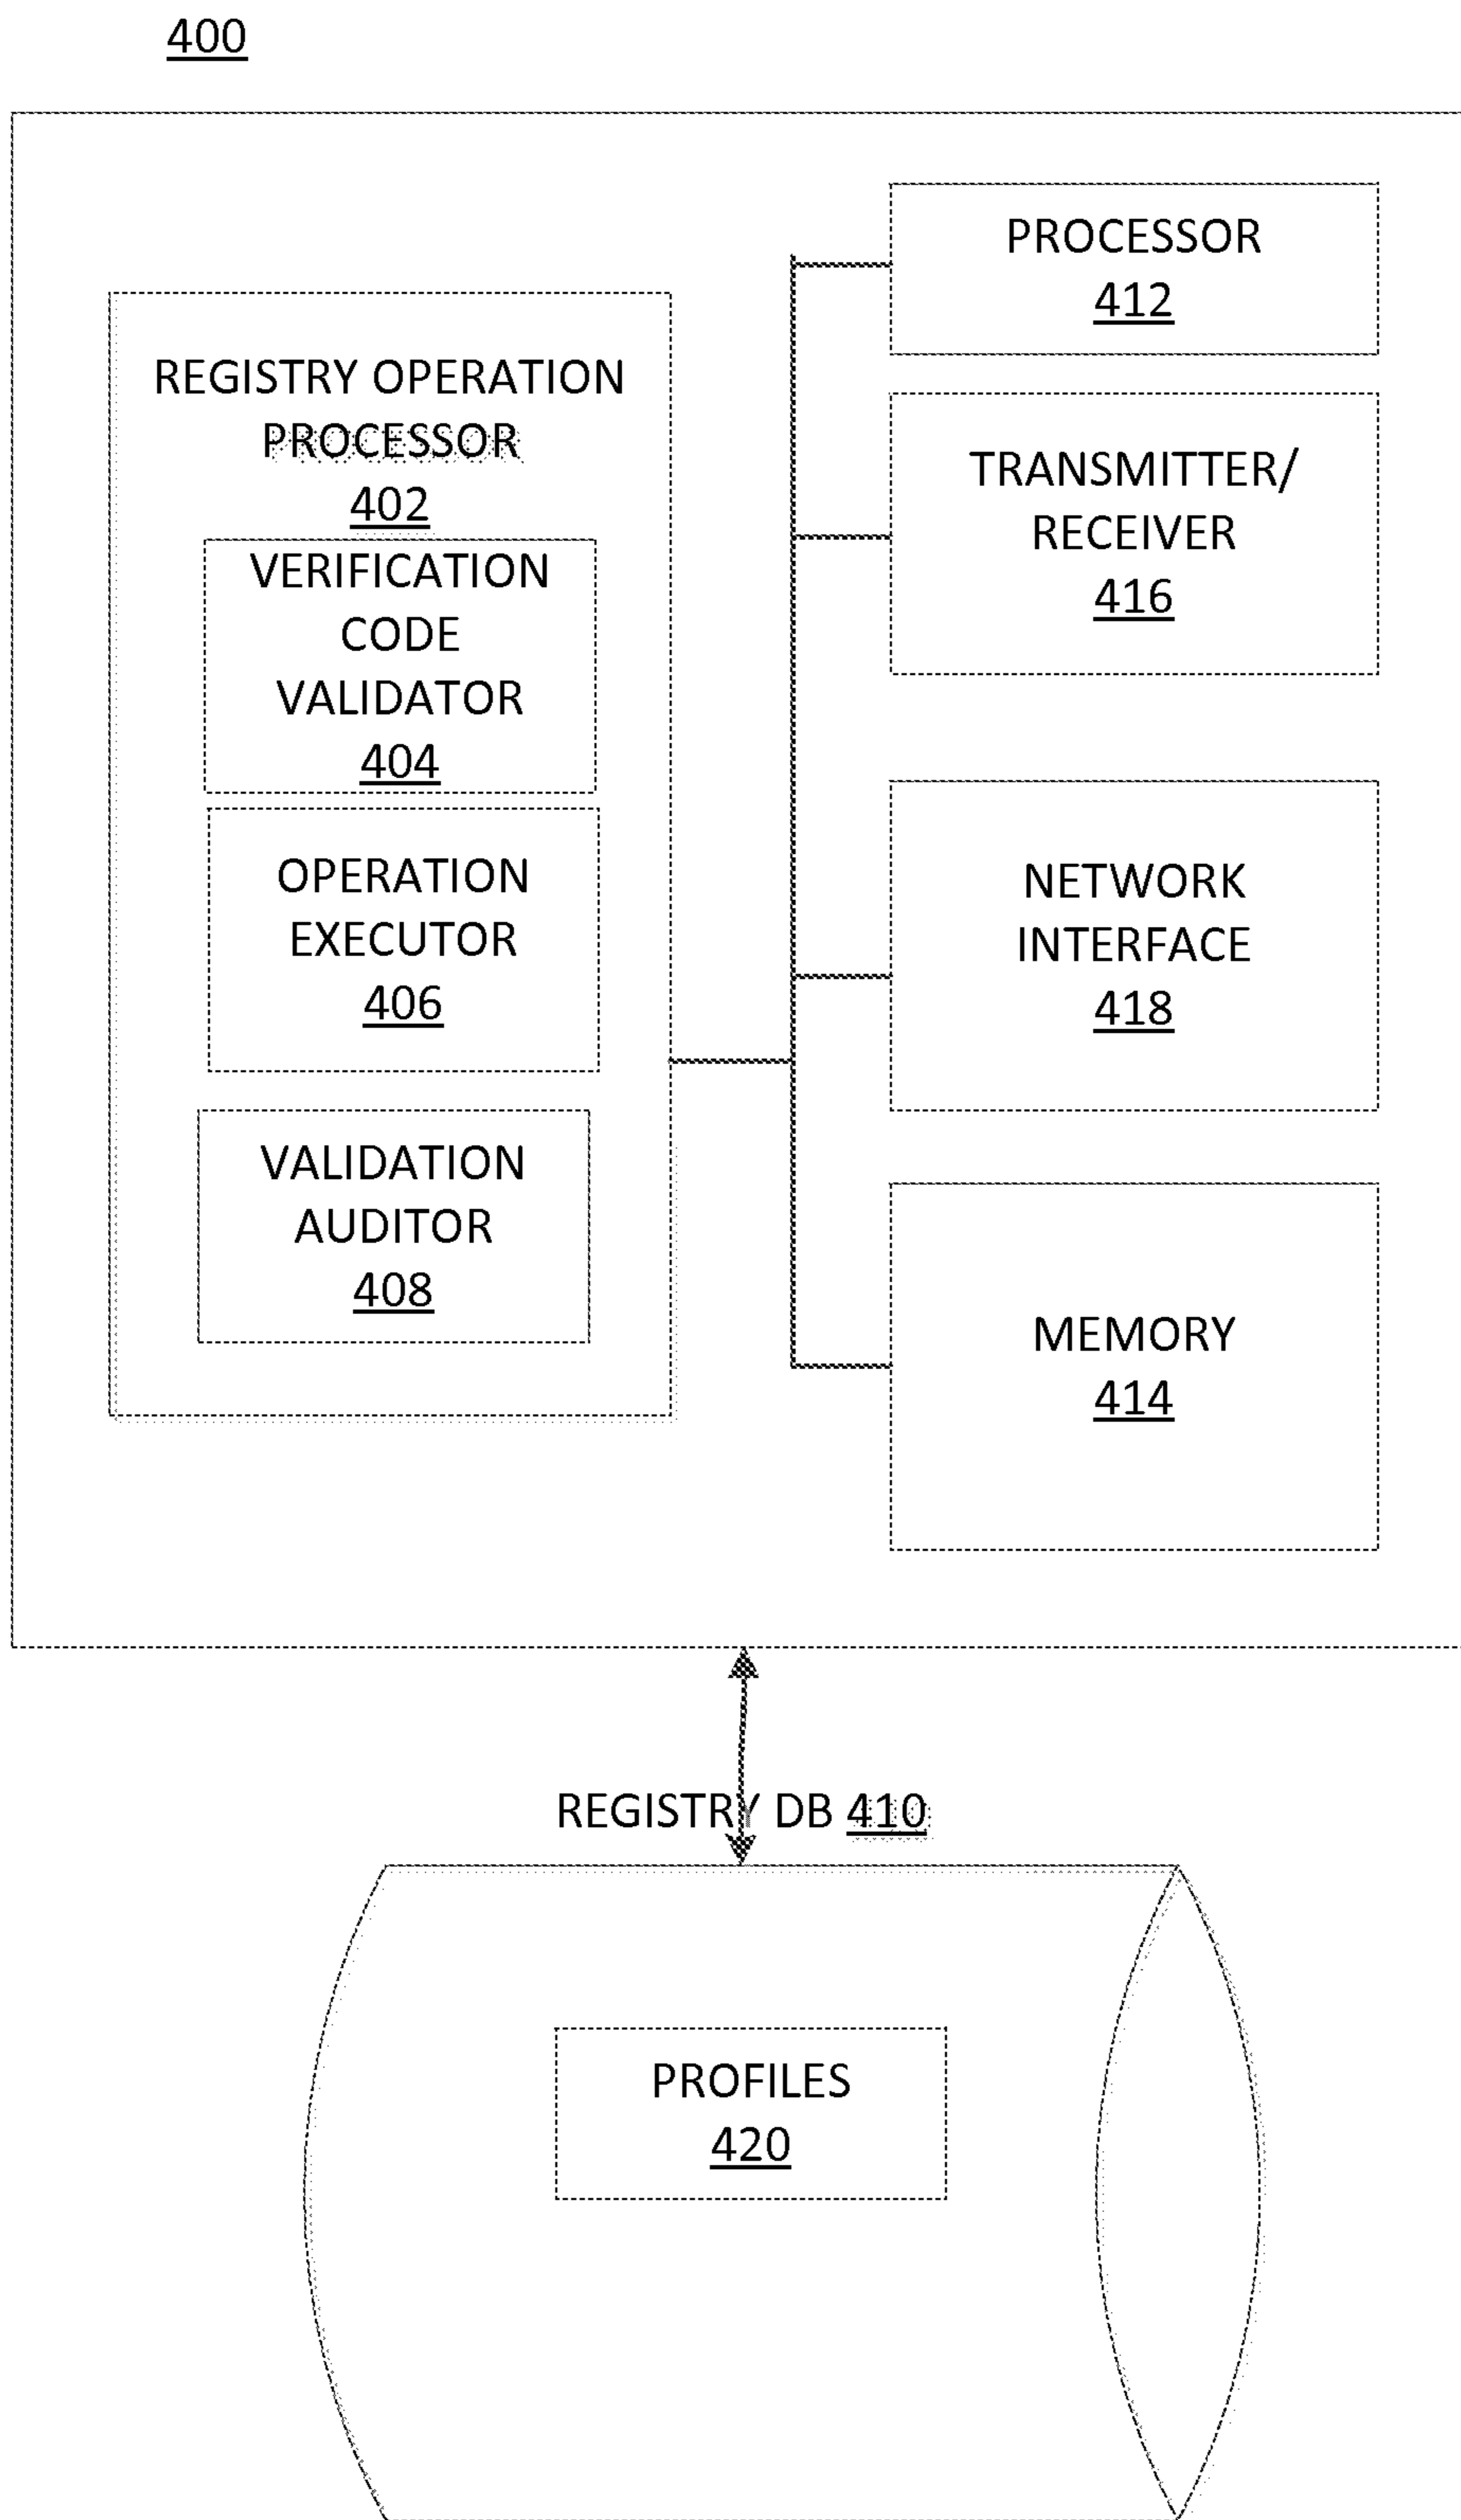 400
REGISTRY OPERATION
PROCESSOR
402
VERIFICATION
CODE
VALIDATOR
404
OPERATION
EXECUTOR
406
VALIDATION
AUDITOR
408
PROCESSOR
412
TRANSMITTER/
RECEIVER
416
NETWORK
INTERFACE
418
MEMORY
414
REGISTRY DB 410
PROFILES
420